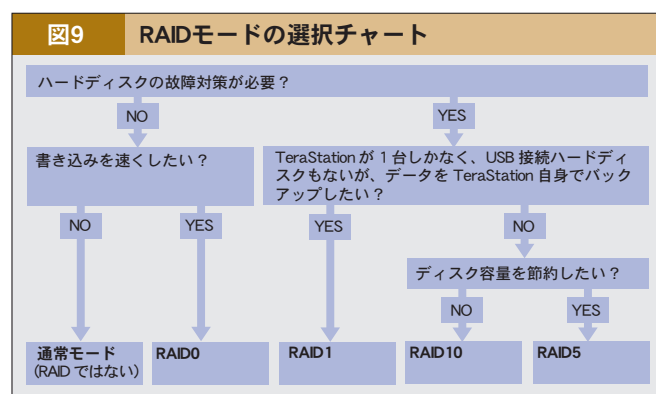 図9 RAIDモードの選択チャート
ハードディスクの故障対策が必要？
NO
YES
書き込みを速くしたい？
TeraStationが1台しかなく、USB接続ハードディ
スクもないが、データをTeraStation自身でバック
アップしたい？
NO
YES
YES
NO
ディスク容量を節約したい？
NO
YES
通常モード
(RAIDではない)
RAID0
RAID1
RAID10
RAID5